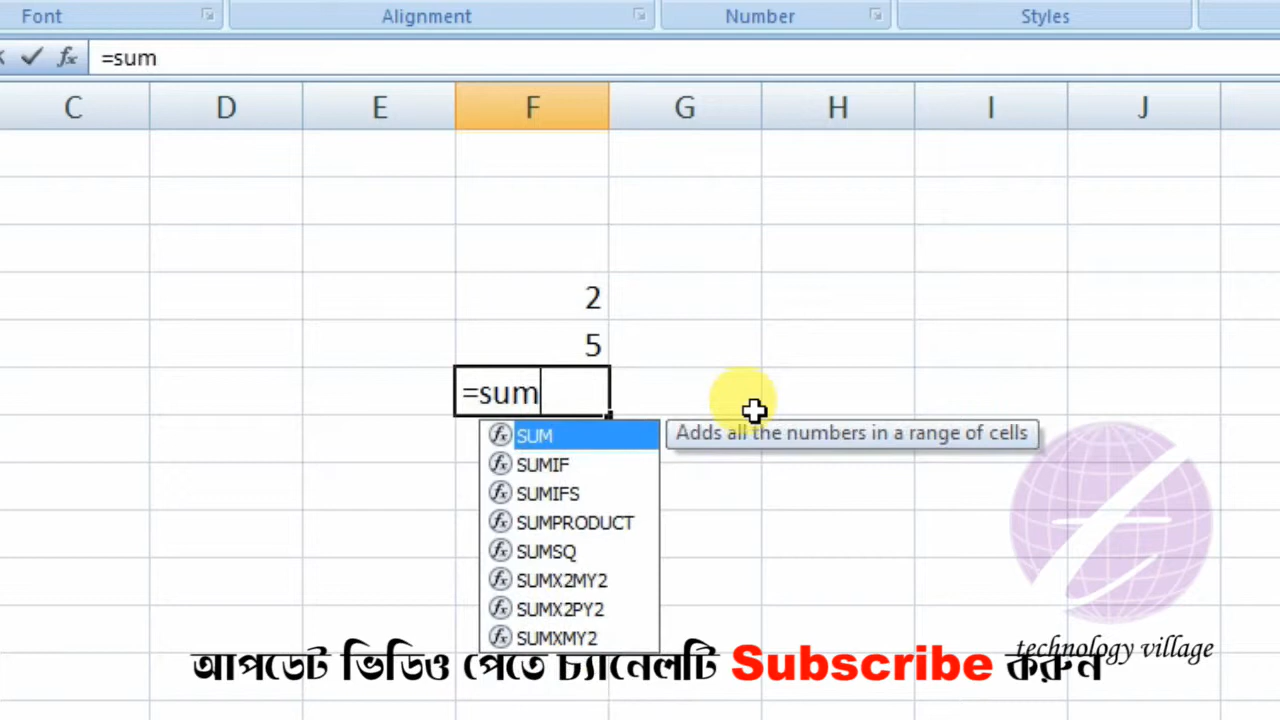 Font Alignment Number Styles
=sum
C D E F G H I J
2
5
=sum
SUM Adds all the numbers in a range of cells
SUMIF
SUMIFS
SUMPRODUCT
SUMSQ
SUMX2MY2
SUMX2PY2
SUMXMY2
technology village
আপডেট ভিডিও পেতে চ্যানেলটি Subscribe করুন